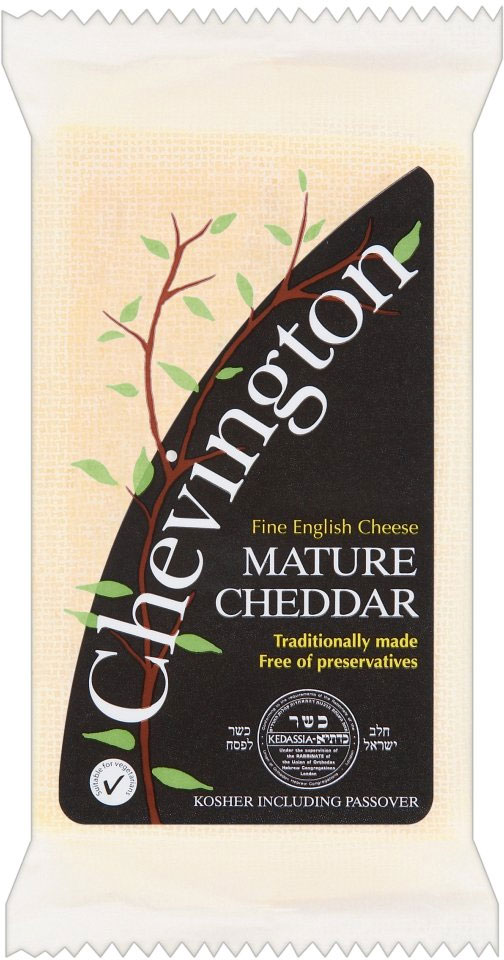 Chevington
Fine English Cheese
MATURE
CHEDDAR
Traditionally made
Free of preservatives
כשר
לפסח
כשר
KEDASSIA-כדתיא
Under the supervision
of the RABBINATE of
the Union of Orthodox
Hebrew Congregations
London
חלב
ישראל
Suitable for vegetarians
KOSHER INCLUDING PASSOVER